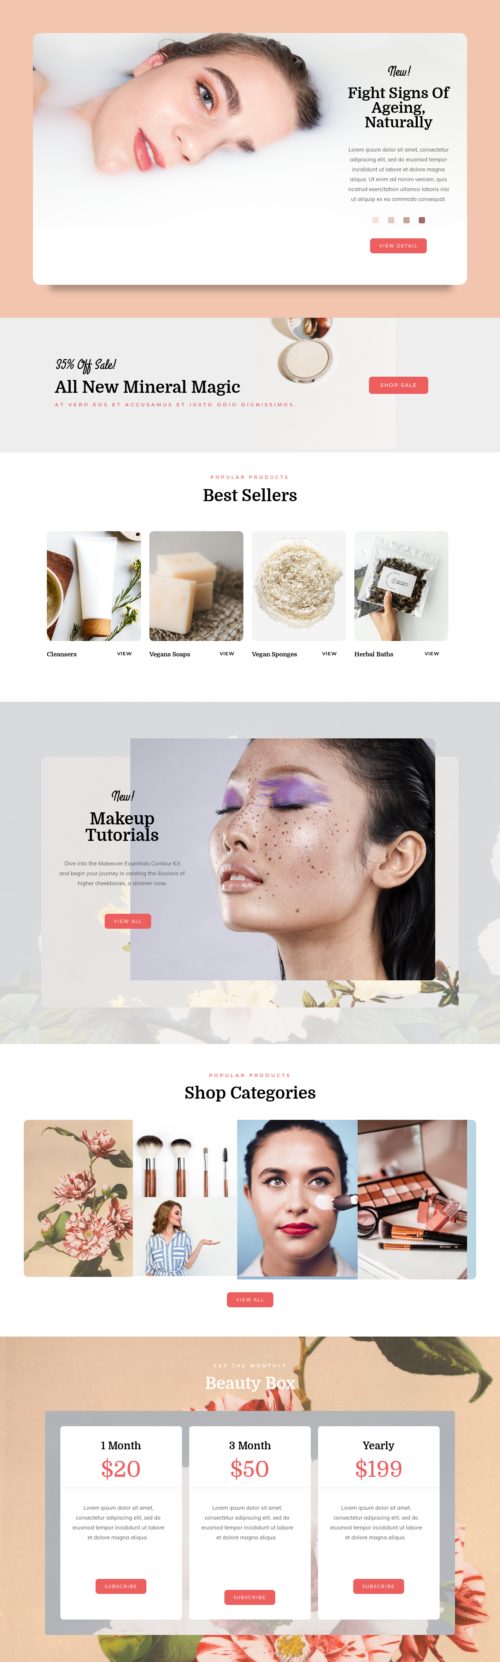 New!
Fight Signs Of
Ageing,
Naturally
Lorem ipsum dolor sit amet, consectetur
adipiscing elit, sed do eiusmod tempor
incididunt ut labore et dolore magna
aliqua. Ut enim ad minim veniam, quis
nostrud exercitation ullamco laboris nisi
ut aliquip ex ea commodo consequat.
VIEW DETAIL
35% Off Sale!
All New Mineral Magic
AT VERO EOS ET ACCUSAMUS ET IUSTO ODIO DIGNISSIMOS.
SHOP SALE
POPULAR PRODUCTS
Best Sellers
Cleansers VIEW Vegans Soaps VIEW Vegan Sponges VIEW Herbal Baths VIEW
New!
Makeup
Tutorials
Dive into the Makeover Essentials Contour Kit
and begin your journey in creating the illusions of
higher cheekbones, a slimmer nose.
VIEW ALL
POPULAR PRODUCTS
Shop Categories
VIEW ALL
GET THE MONTHLY
Beauty Box
1 Month
$20
Lorem ipsum dolor sit amet,
consectetur adipiscing elit, sed do
eiusmod tempor incididunt ut labore
et dolore magna aliqua.
SUBSCRIBE
3 Month
$50
Lorem ipsum dolor sit amet,
consectetur adipiscing elit, sed do
eiusmod tempor incididunt ut labore
et dolore magna aliqua.
SUBSCRIBE
Yearly
$199
Lorem ipsum dolor sit amet,
consectetur adipiscing elit, sed do
eiusmod tempor incididunt ut labore
et dolore magna aliqua.
SUBSCRIBE